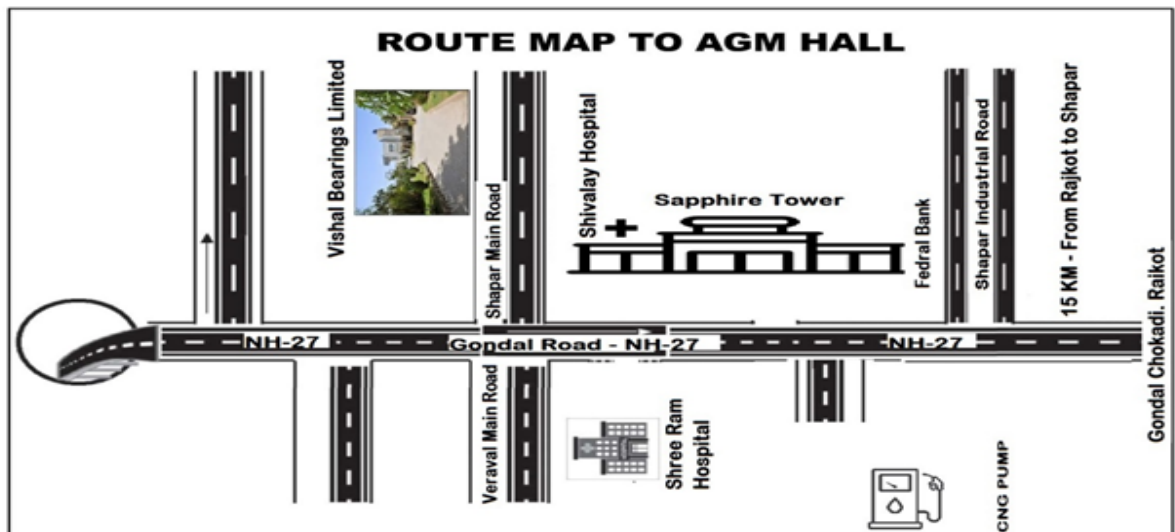 ROUTE MAP TO AGM HALL
Vishal Bearings Limited
Shapar Main Road
Shivalay Hospital
Sapphire Tower
Fedral Bank
Shapar Industrial Road
15 KM - From Rajkot to Shapar
NH-27
Gondal Road - NH-27
NH-27
Gondal Chokadi. Raikot
Veraval Main Road
Shree Ram
Hospital
CNG PUMP